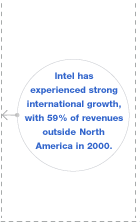 Intel has
experienced strong
international growth,
with 59% of revenues
outside North
America in 2000.